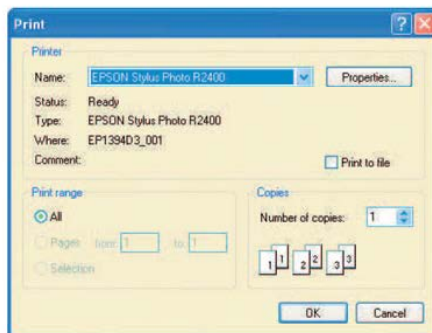 Print
Printer
Name: EPSON Stylus Photo R2400 Properties...
Status: Ready
Type: EPSON Stylus Photo R2400
Where: EP1394D3_001
Comment: Print to file
Print range
All
Pages from: 1 to: 1
Selection
Copies
Number of copies: 1
1 1 2 2 3 3
OK Cancel